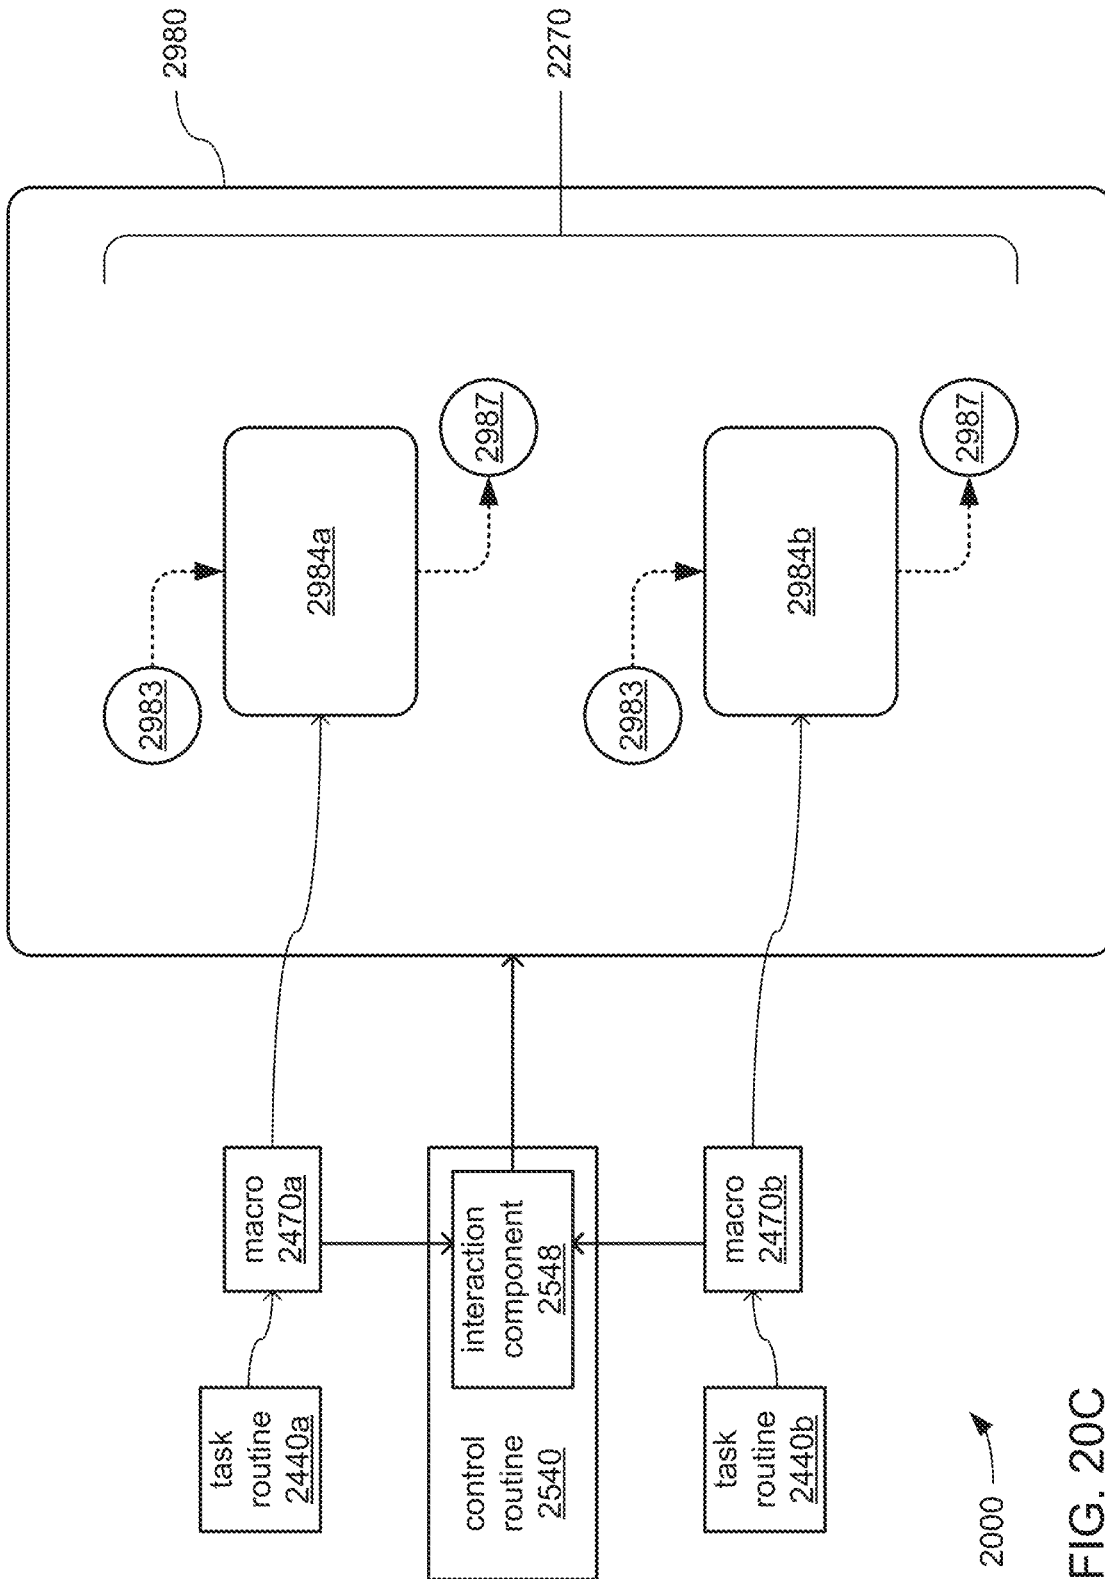 task
routine
2440a
macro
2470a
control
routine
2540
interaction
component
2548
task
routine
2440b
macro
2470b
2983
2984a
2987
2983
2984b
2987
2980
2270
2000
FIG. 20C